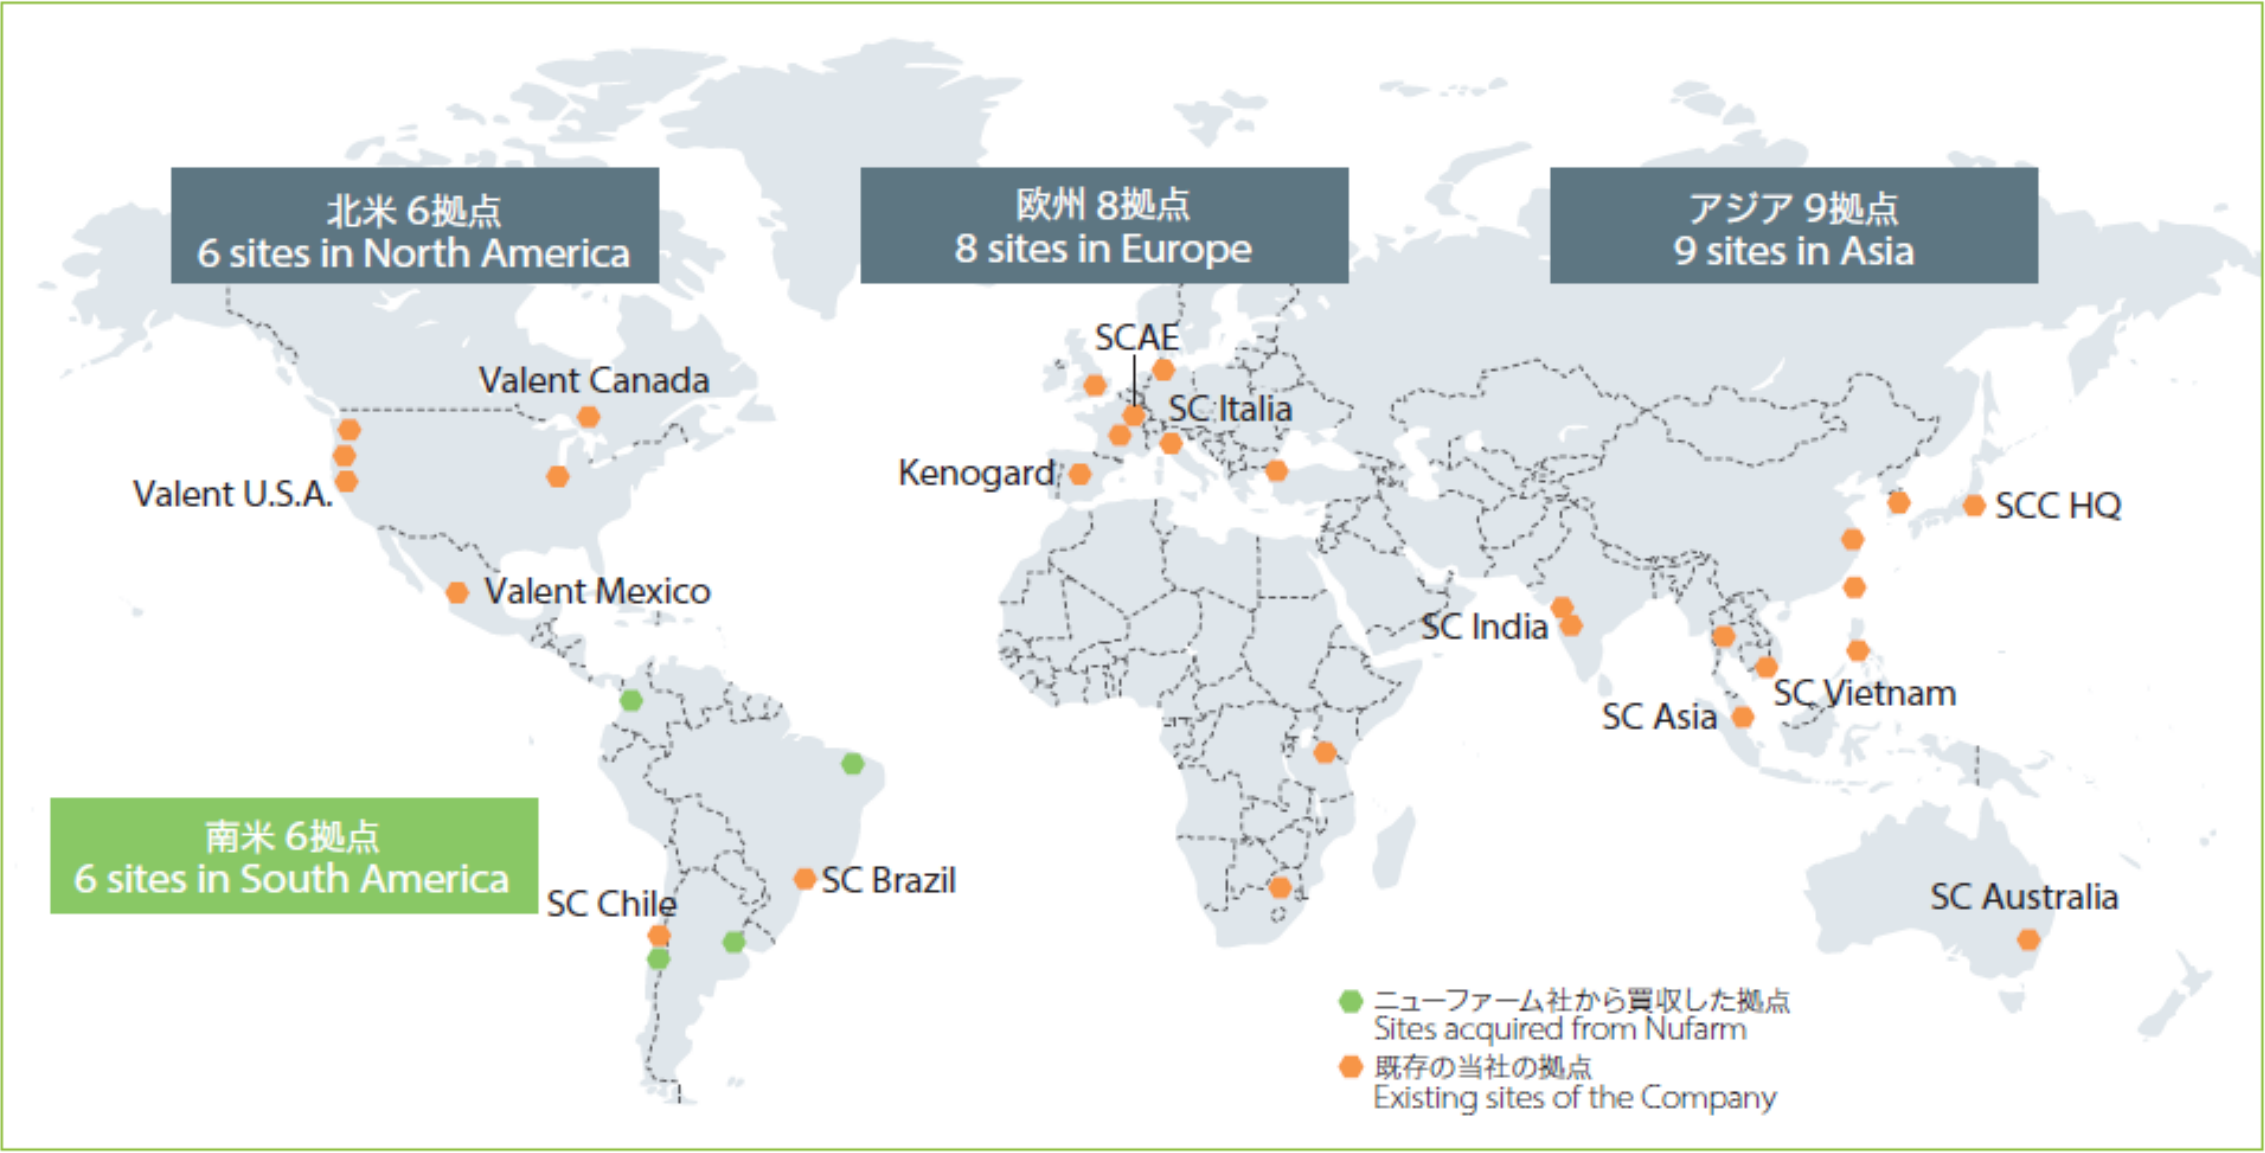 北米 6拠点
6 sites in North America
欧州 8拠点
8 sites in Europe
アジア 9拠点
9 sites in Asia
SCAE
Valent Canada
SC Italia
Kenogard
Valent U.S.A.
SCC HQ
Valent Mexico
SC India
SC Vietnam
SC Asia
南米 6拠点
6 sites in South America
SC Brazil
SC Chile
SC Australia
ニューファーム社から買収した拠点
Sites acquired from Nufarm
既存の当社の拠点
Existing sites of the Company